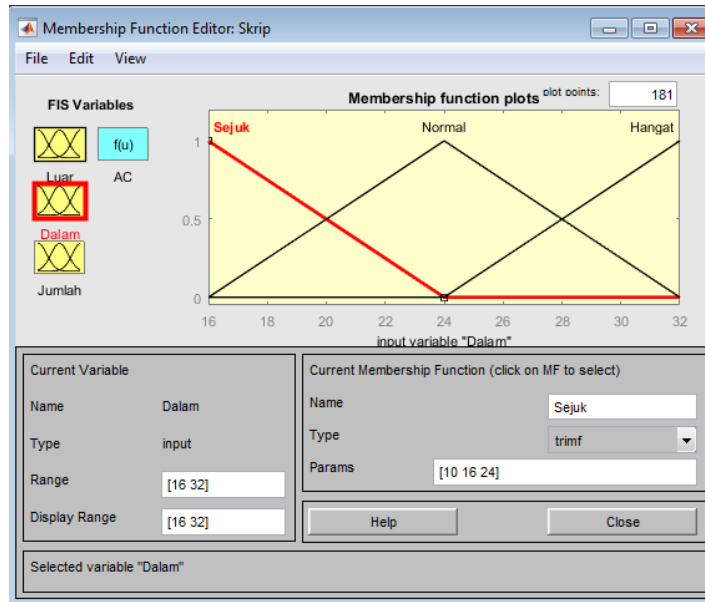 Membership Function Editor: Skrip
File Edit View
FIS Variables
Luar
f(u)
AC
Dalam
Jumlah
Membership function plots
plot points:
181
Sejuk
Normal
Hangat
1
0.5
0
16 18 20 22 24 26 28 30 32
input variable "Dalam"
Current Variable
Name Dalam
Type input
Range [16 32]
Display Range [16 32]
Current Membership Function (click on MF to select)
Name Sejuk
Type trimf
Params [10 16 24]
Help Close
Selected variable "Dalam"